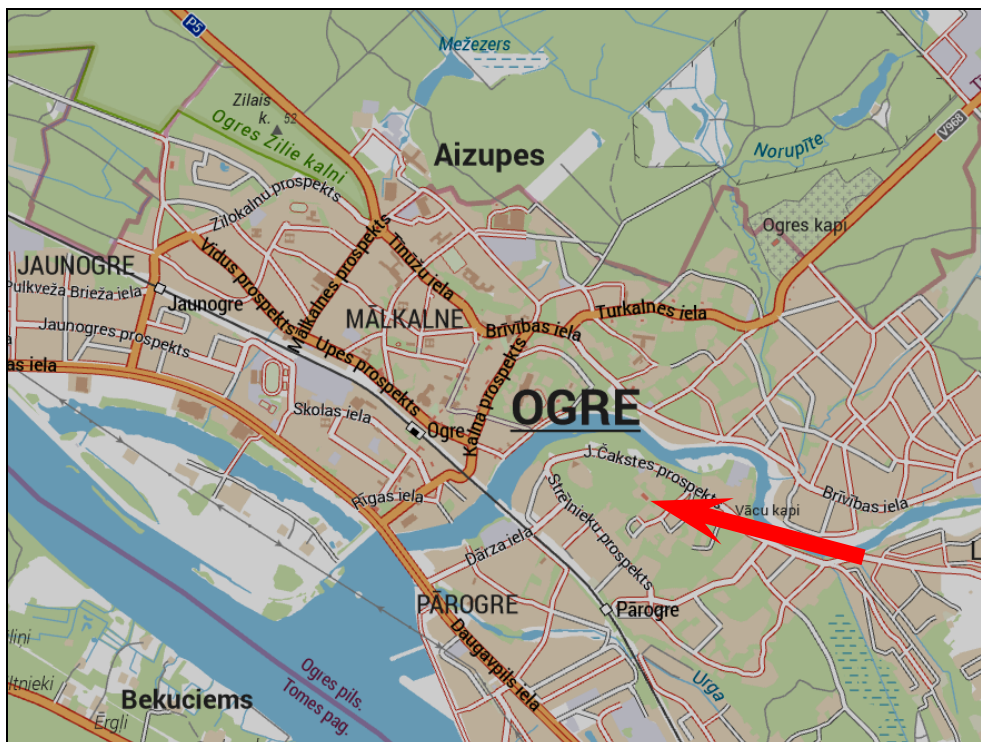 P5
Mežezers
Zilais
k. 53
Ogres Zilie kalni
V968
Aizupes
Norupīte
Zilokalnu prospekts
Ogres kapi
JAUNOGRE
Vidus prospekts
Mālkalnes prospekts
Tīnūžu iela
Pulkveža Brieža iela
Jaunogre
MĀLKALNE
Turkalnes iela
Brīvības iela
Jaunogres prospekts
Upes prospekts
as iela
Kalna prospekts
OGRE
Skolas iela
Ogre
J.Čakstes prospekts
Strēlnieku prospekts
Brīvības iela
Rīgas iela
Vācu kapi
Dārza iela
L
PĀROGRE
Pārogre
Daugavpils iela
Ogres pils.
Tomes pag.
Urga
Bekuciems
Ērgļi